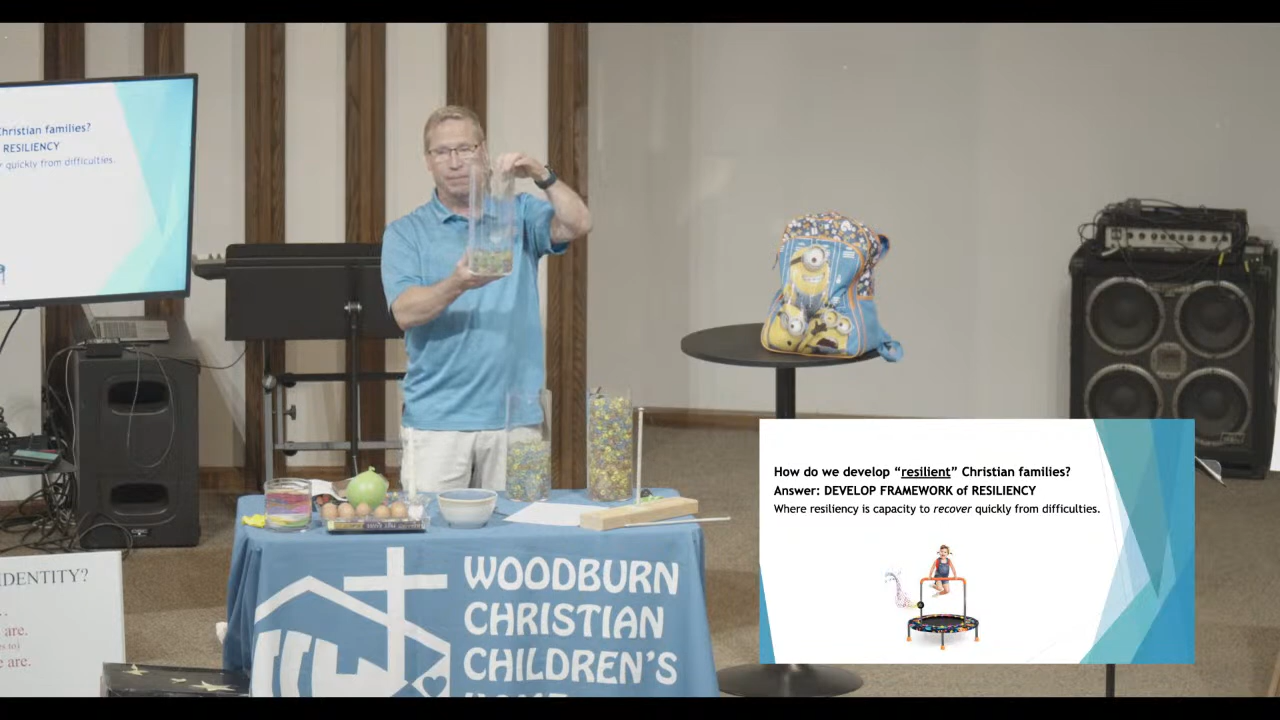 Christian families?
RESILIENCY
quickly from difficulties.
IDENTITY?
are.
are.
WOODBURN
CHRISTIAN
CHILDREN'S
How do we develop “resilient” Christian families?
Answer: DEVELOP FRAMEWORK of RESILIENCY
Where resiliency is capacity to recover quickly from difficulties.